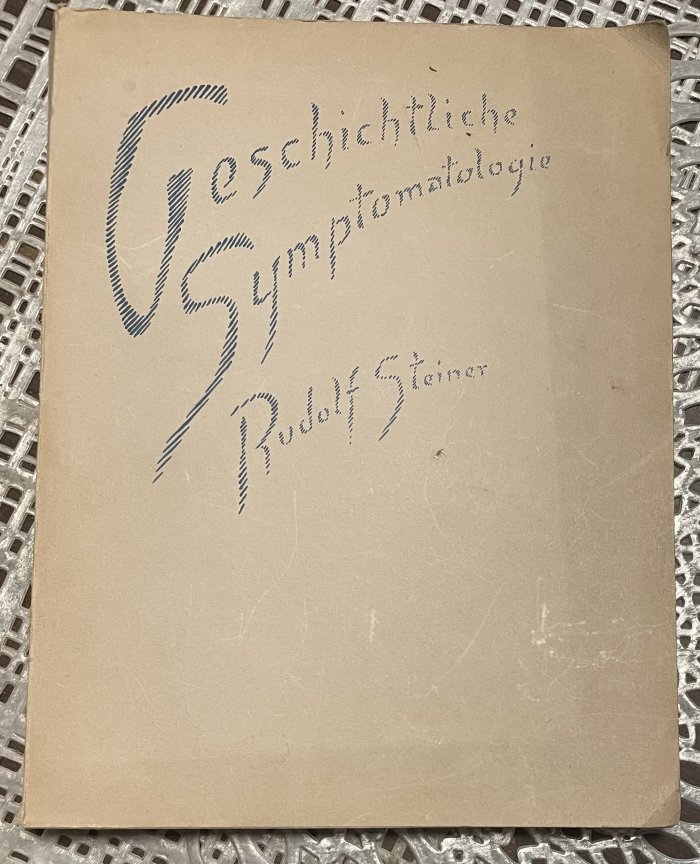 Geschichtliche
Symptomatologie
Rudolf Steiner